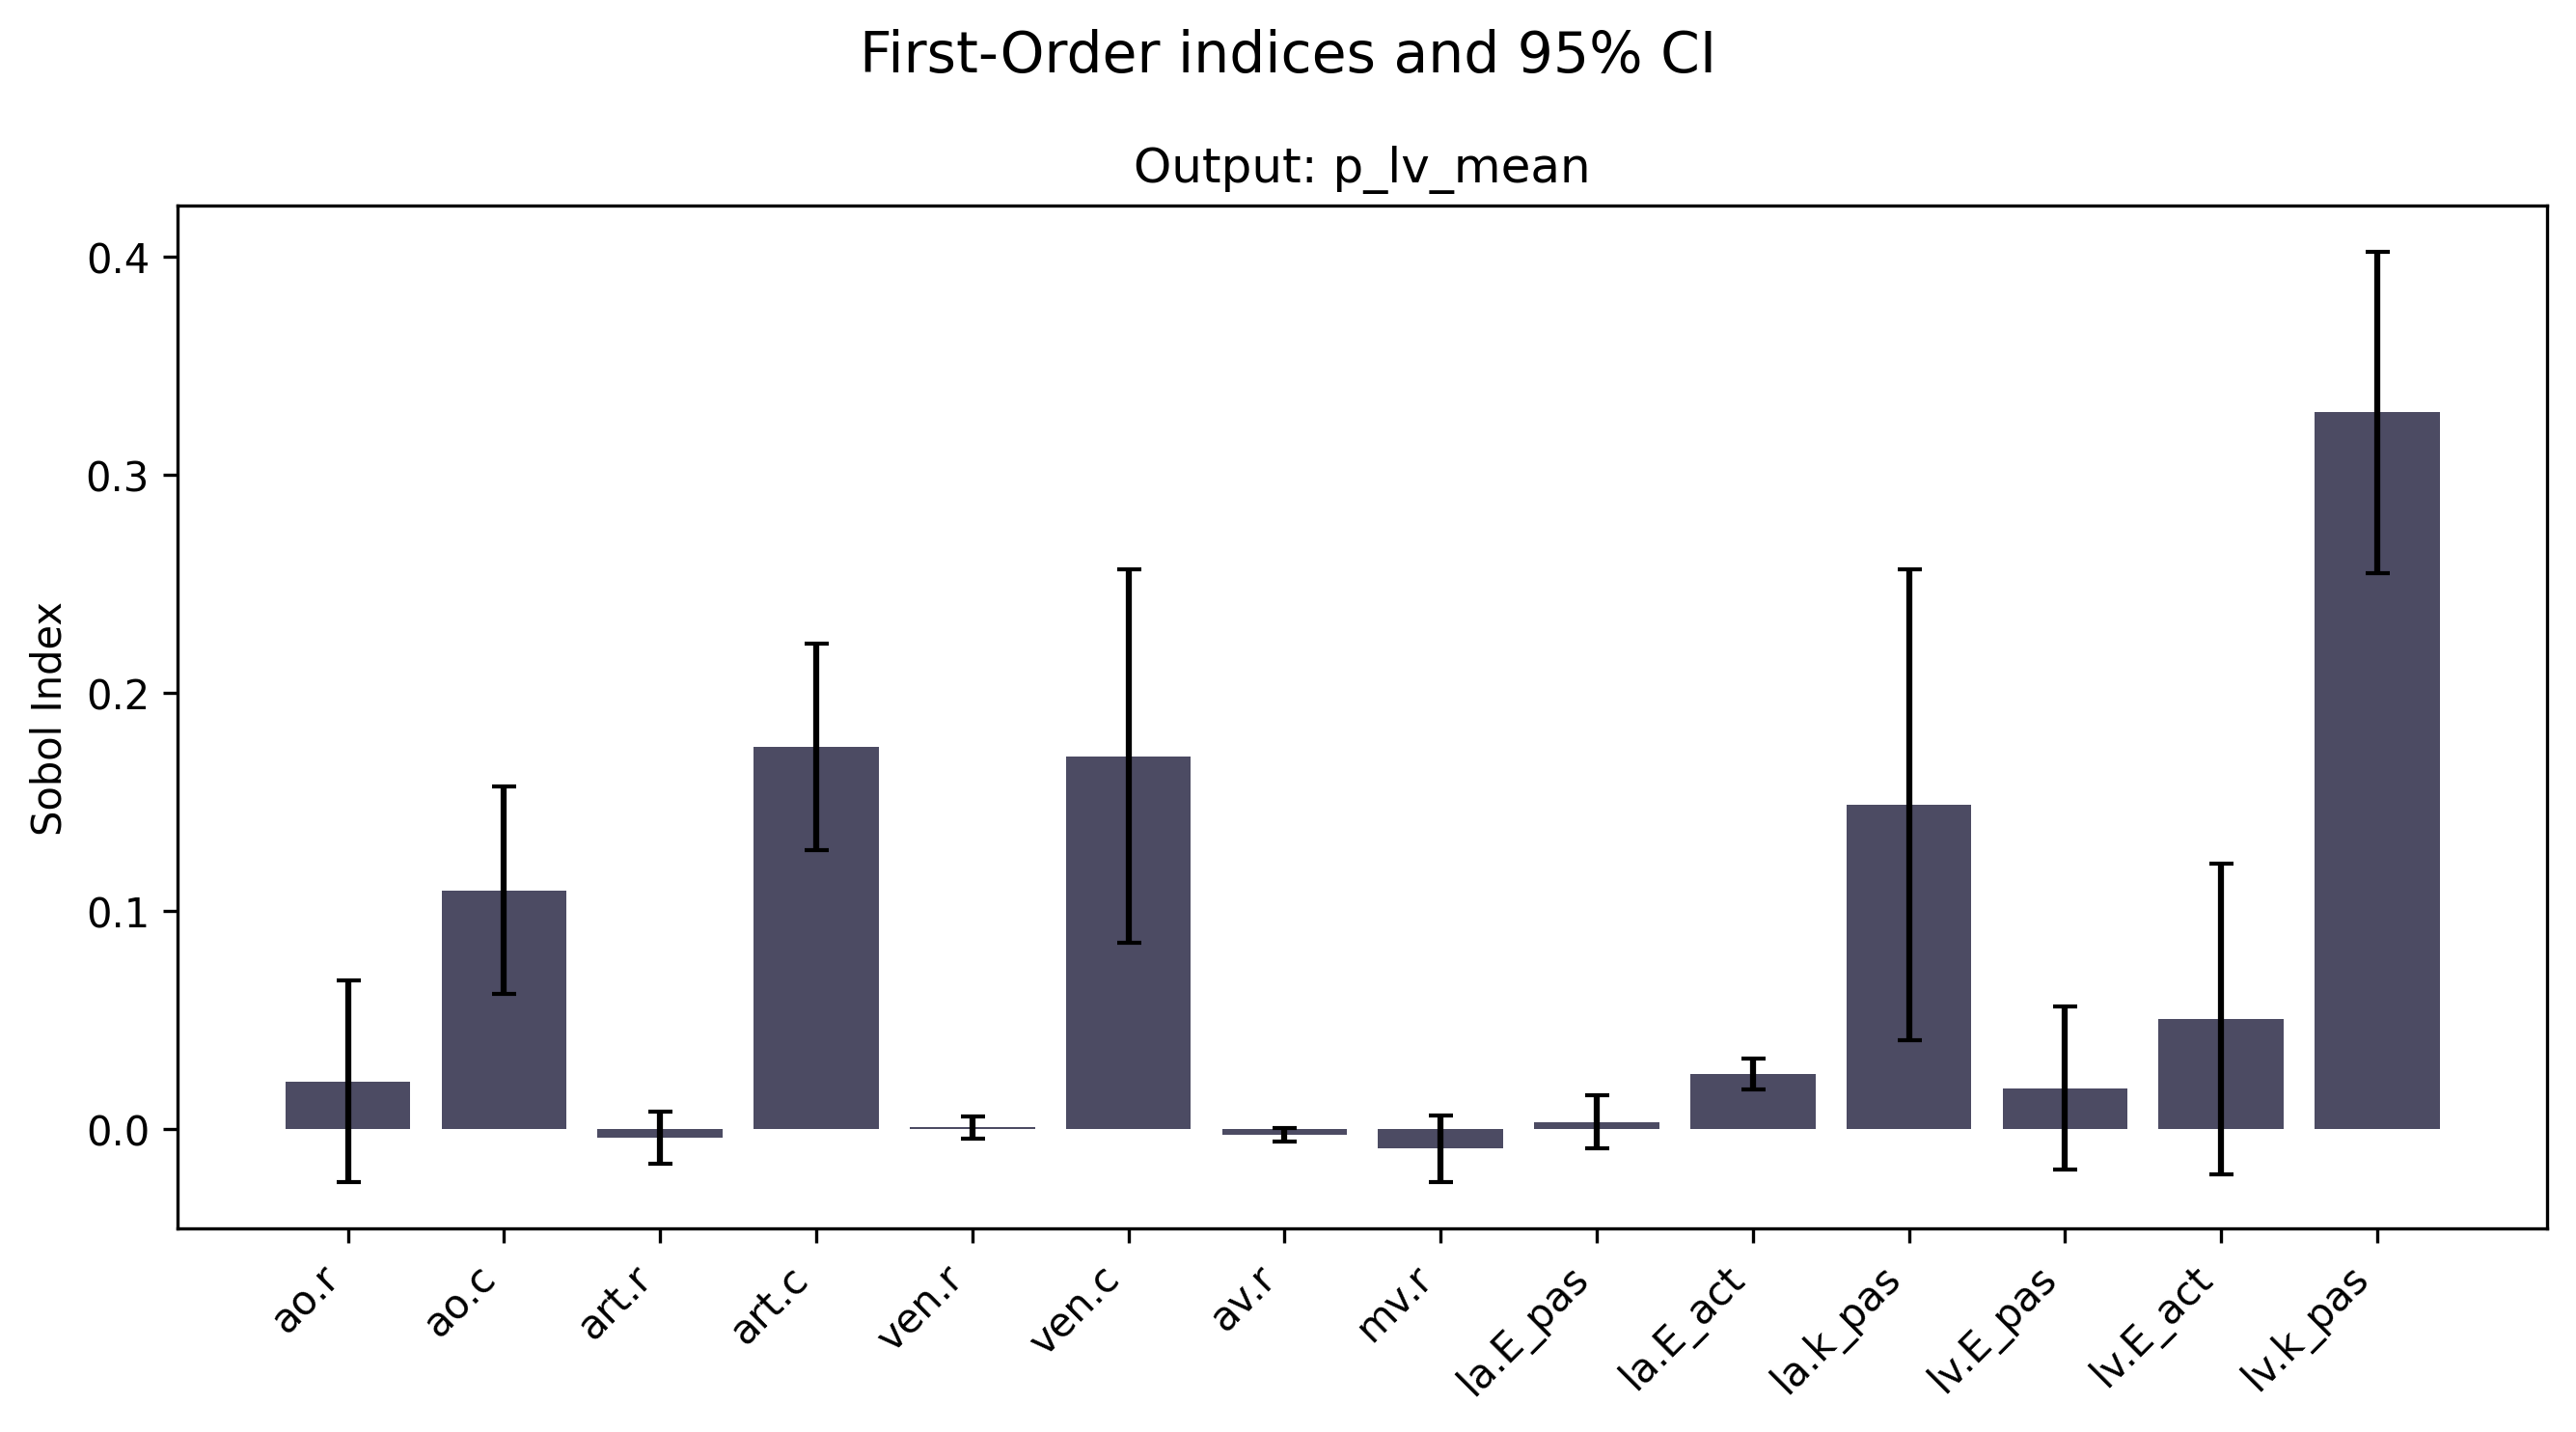 First-Order indices and 95% CI
Output: p_lv_mean
Sobol Index
0.4
0.3
0.2
0.1
0.0
ao.r
ao.c
art.r
art.c
ven.r
ven.c
av.r
mv.r
la.E_pas
la.E_act
la.k_pas
lv.E_pas
lv.E_act
lv.k_pas